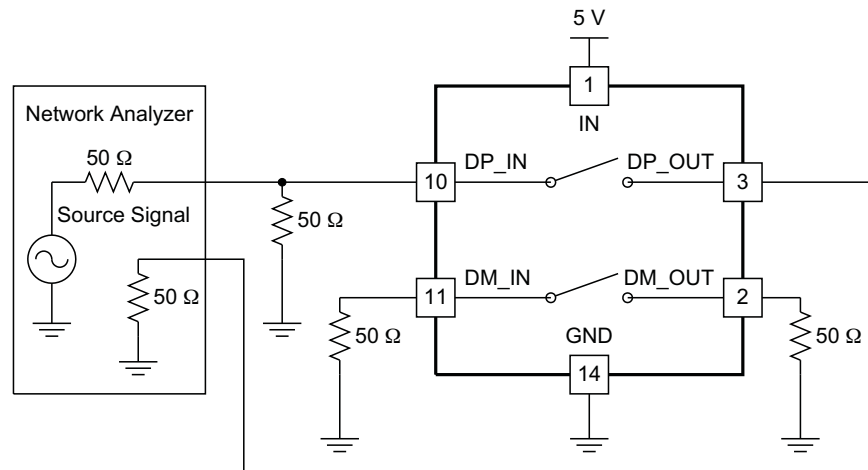 5 V
1
IN
Network Analyzer
50 Ω
Source Signal
50 Ω
50 Ω
10
DP_IN
DP_OUT
3
11
DM_IN
DM_OUT
2
50 Ω
50 Ω
GND
14